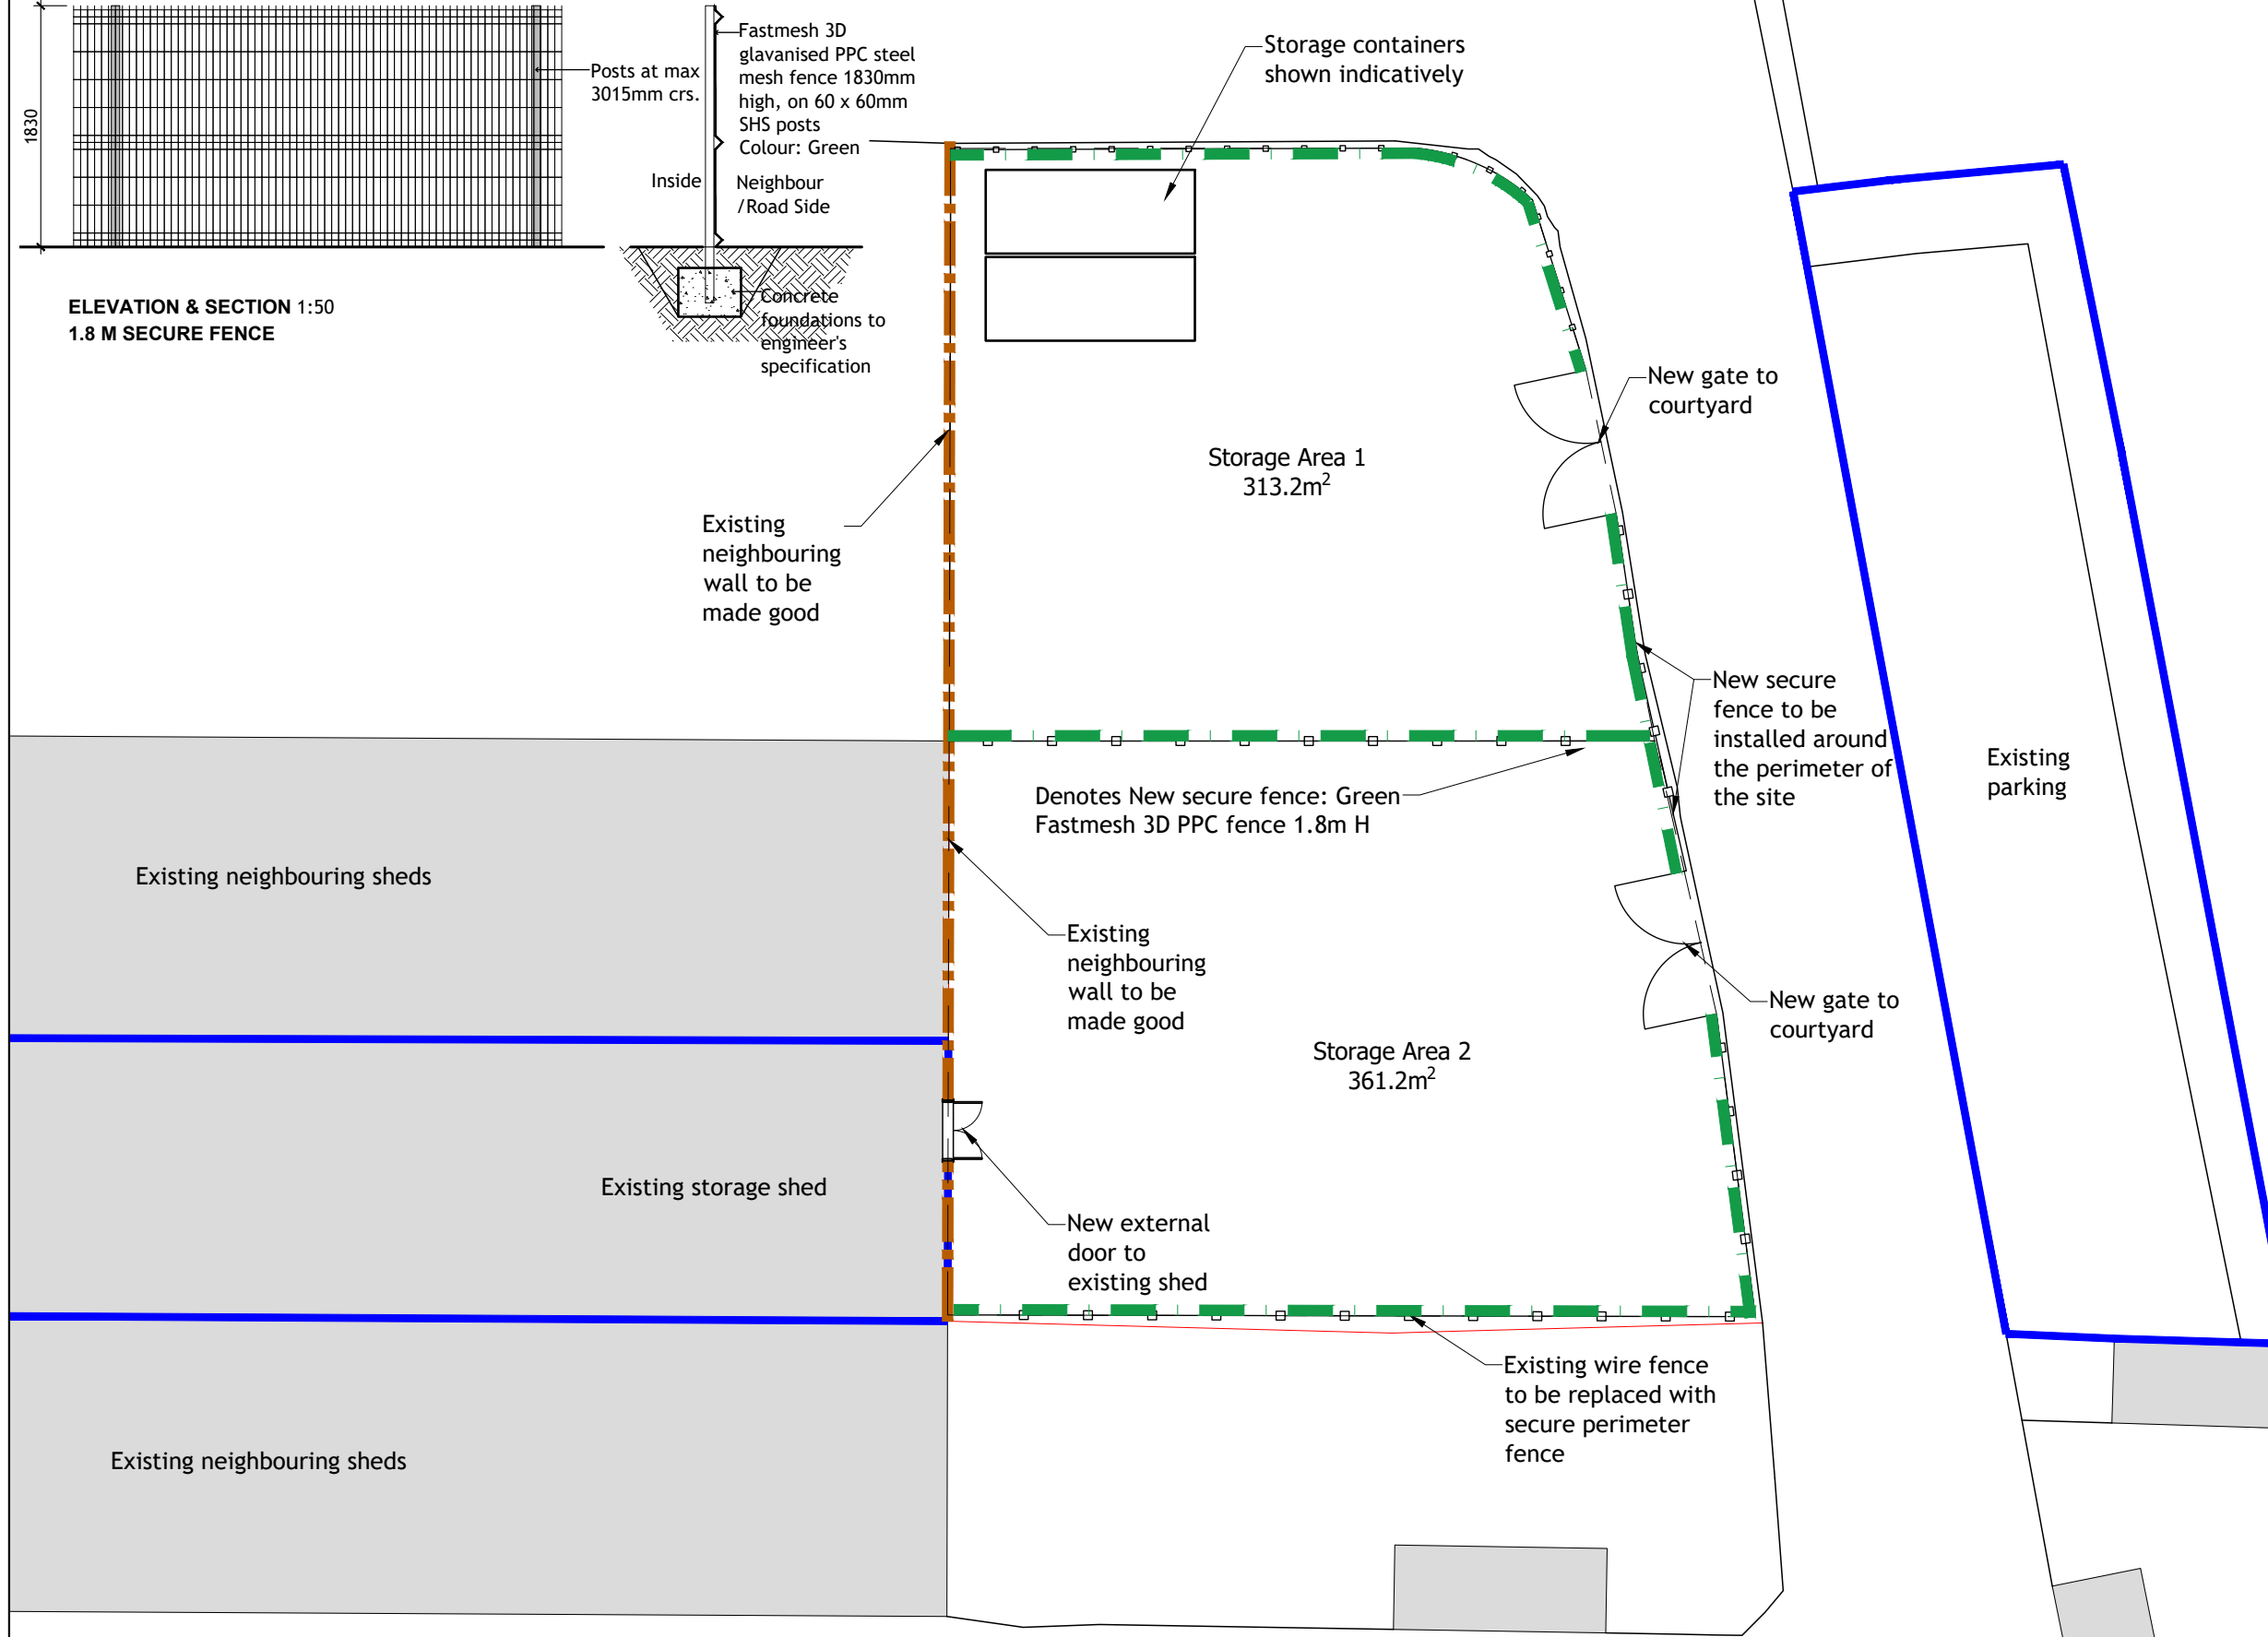 1830
Posts at max
3015mm crs.
Fastmesh 3D
glavanised PPC steel
mesh fence 1830mm
high, on 60 x 60mm
SHS posts
Colour: Green
Inside
Neighbour
/Road Side
Concrete
foundations to
engineer's
specification
ELEVATION & SECTION 1:50
1.8 M SECURE FENCE
Storage containers
shown indicatively
New gate to
courtyard
Storage Area 1
313.2m²
Existing
neighbouring
wall to be
made good
New secure
fence to be
installed around
the perimeter of
the site
Existing
parking
Denotes New secure fence: Green
Fastmesh 3D PPC fence 1.8m H
Existing neighbouring sheds
Existing
neighbouring
wall to be
made good
New gate to
courtyard
Storage Area 2
361.2m²
Existing storage shed
New external
door to
existing shed
Existing wire fence
to be replaced with
secure perimeter
fence
Existing neighbouring sheds